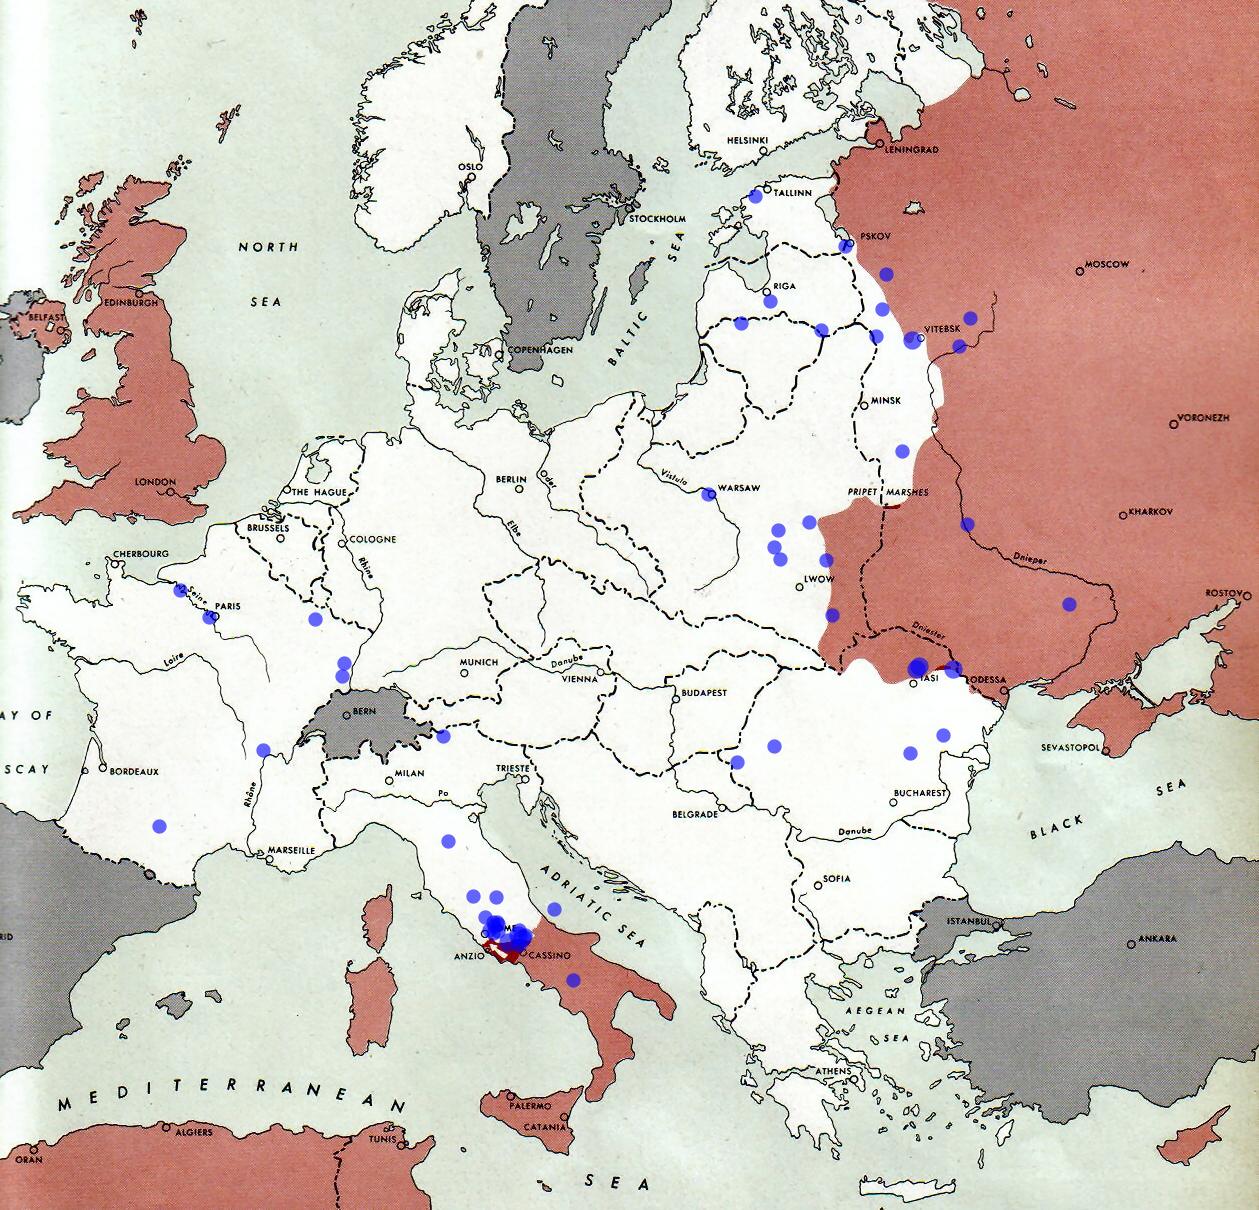 HELSINKI
LENINGRAD
OSLO
TALLINN
STOCKHOLM
PSKOV
NORTH
SEA
BALTIC SEA
MOSCOW
RIGA
EDINBURGH
BELFAST
VITEBSK
COPENHAGEN
MINSK
VORONEZH
Vistula
WARSAW
BERLIN
Oder
LONDON
THE HAGUE
PRIPET MARSHES
BRUSSELS
COLOGNE
Elbe
KHARKOV
CHERBOURG
Rhine
Dnieper
LWOW
Seine
PARIS
ROSTOV
Dniester
Loire
MUNICH
Danube
VIENNA
IASI
ODESSA
BUDAPEST
BERN
AY OF
SCAY
SEVASTOPOL
BORDEAUX
MILAN
TRIESTE
Rhône
Po
BUCHAREST
BELGRADE
BLACK SEA
Danube
MARSEILLE
ADRIATIC SEA
SOFIA
ISTANBUL
ANKARA
RID
ME
ANZIO
CASSINO
AEGEAN
SEA
ATHENS
MEDITERRANEAN
PALERMO
CATANIA
ALGIERS
TUNIS
ORAN
SEA